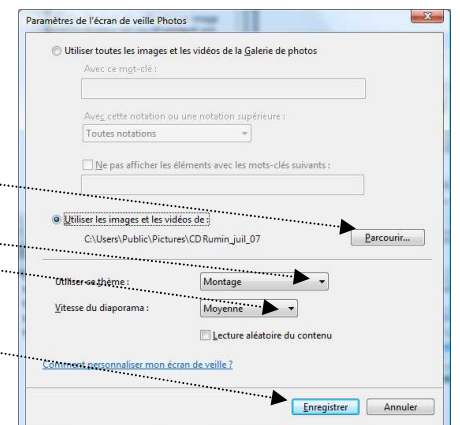 Paramètres de l'écran de veille Photos
Utiliser toutes les images et les vidéos de la Galerie de photos
Avec ce mot-clé :
Avec cette notation ou une notation supérieure :
Toutes notations
Ne pas afficher les éléments avec les mots-clés suivants :
Utiliser les images et les vidéos de :
C:\Users\Public\Pictures\CD Rumin_juil_07
Parcourir...
Utiliser ce thème :
Montage
Vitesse du diaporama :
Moyenne
Lecture aléatoire du contenu
Comment personnaliser mon écran de veille ?
Enregistrer
Annuler